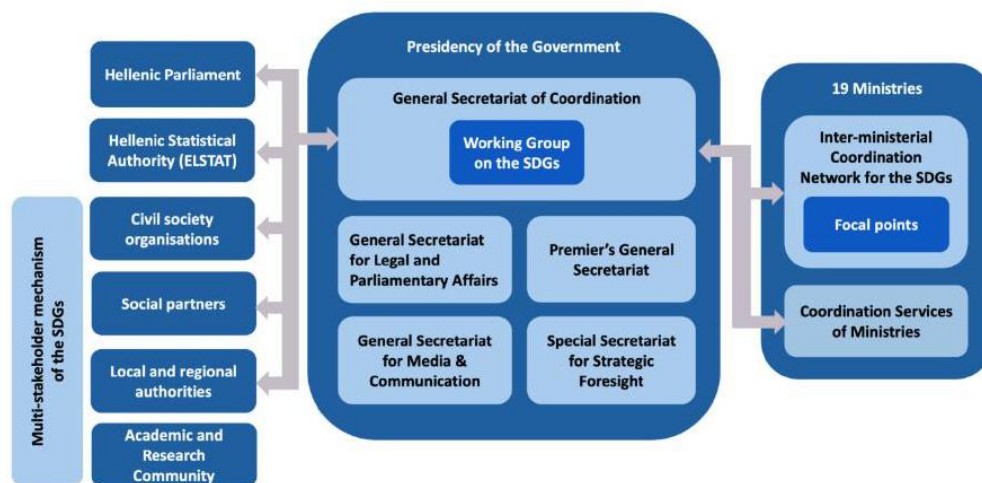 Hellenic Parliament
Hellenic Statistical
Authority (ELSTAT)
Multi-stakeholder mechanism
of the SDGs
Civil society
organisations
Social partners
Local and regional
authorities
Academic and
Research
Community
Presidency of the Government
General Secretariat of Coordination
Working Group
on the SDGs
General Secretariat
for Legal and
Parliamentary Affairs
Premier’s General
Secretariat
General Secretariat
for Media &
Communication
Special Secretariat
for Strategic
Foresight
19 Ministries
Inter-ministerial
Coordination
Network for the SDGs
Focal points
Coordination Services
of Ministries